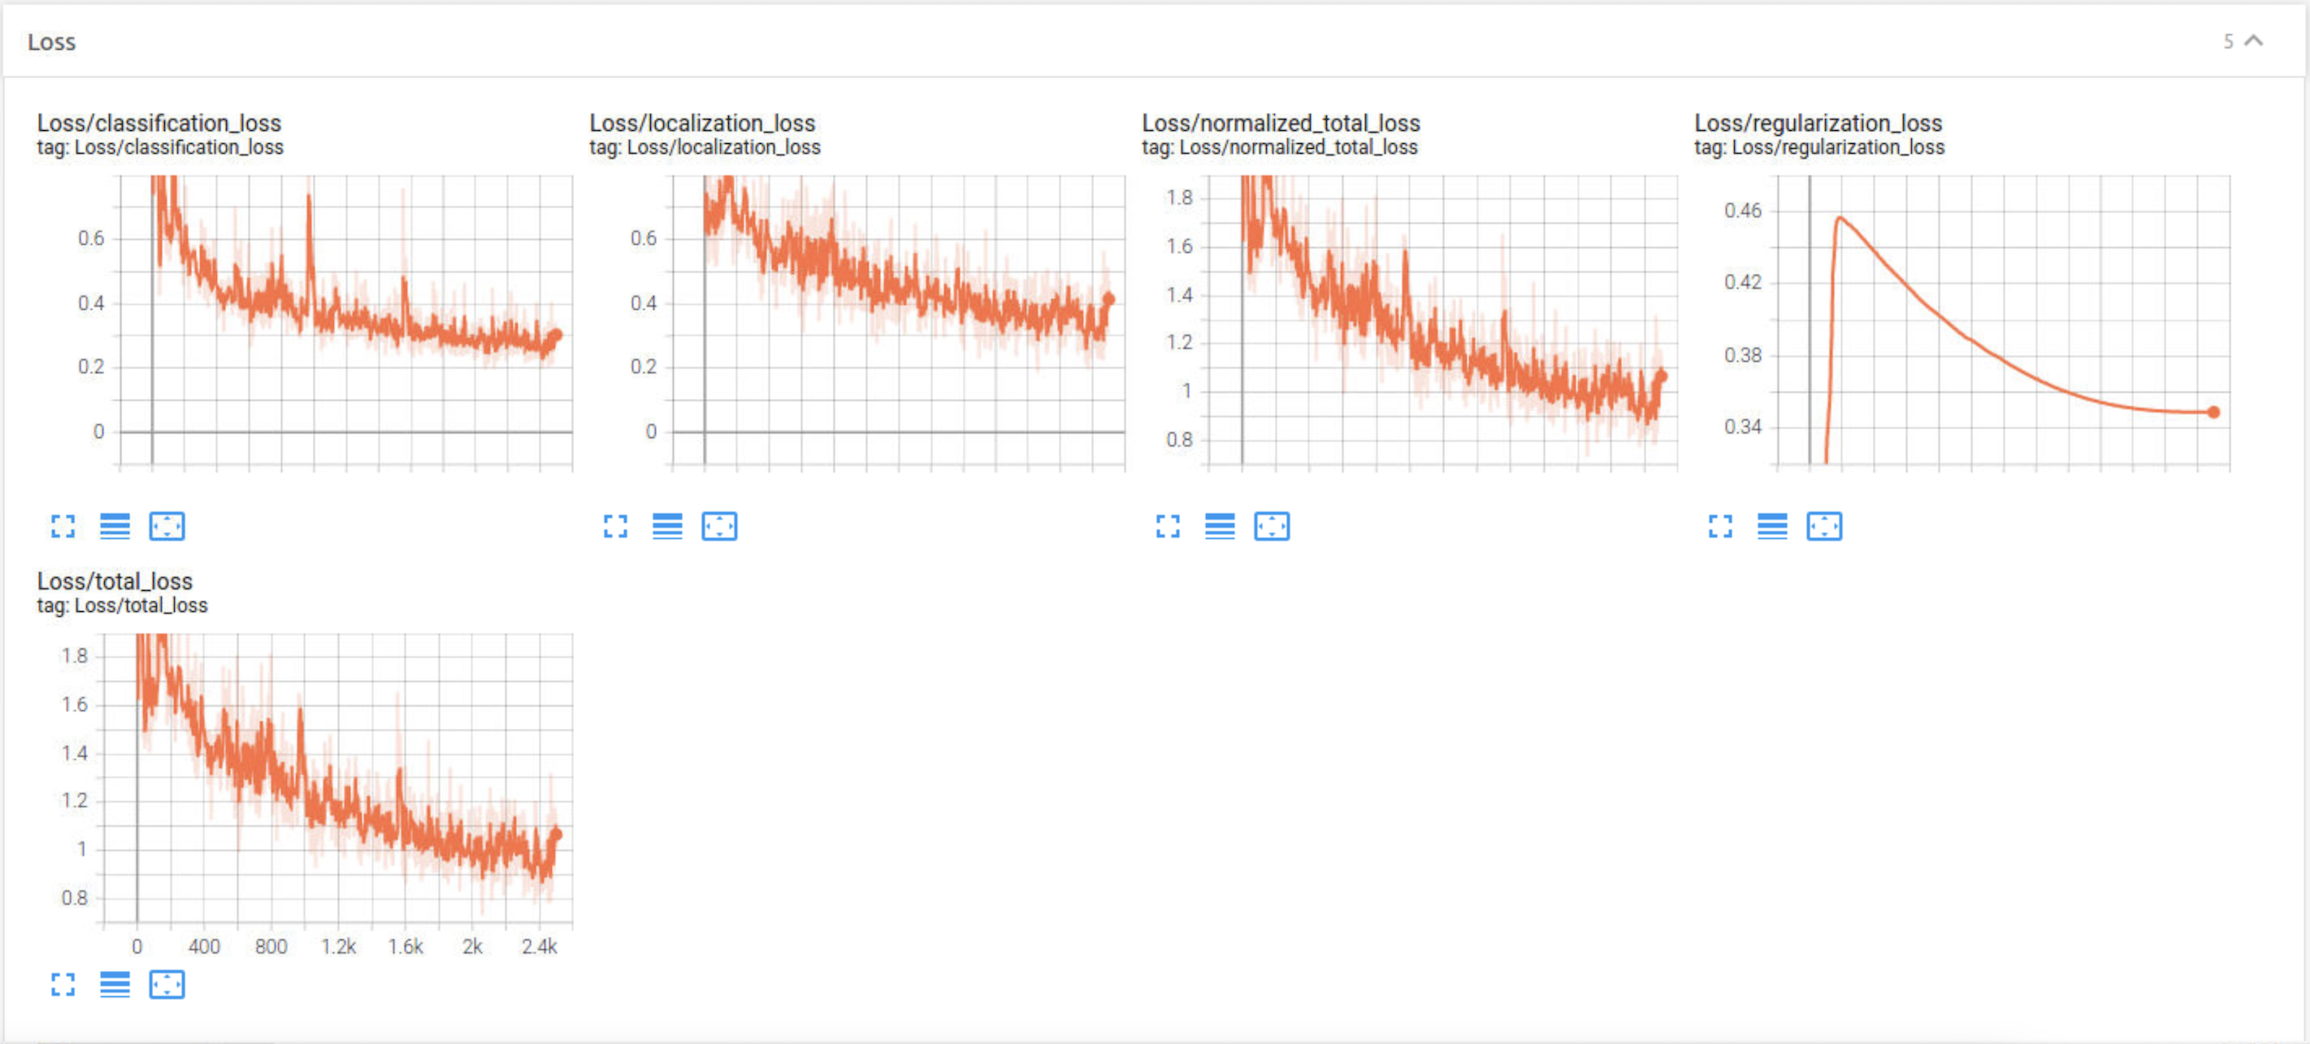 Loss
5
Loss/classification_loss
tag: Loss/classification_loss
0.6
0.4
0.2
0
Loss/localization_loss
tag: Loss/localization_loss
0.6
0.4
0.2
0
Loss/normalized_total_loss
tag: Loss/normalized_total_loss
1.8
1.6
1.4
1.2
1
0.8
Loss/regularization_loss
tag: Loss/regularization_loss
0.46
0.42
0.38
0.34
Loss/total_loss
tag: Loss/total_loss
1.8
1.6
1.4
1.2
1
0.8
0 400 800 1.2k 1.6k 2k 2.4k